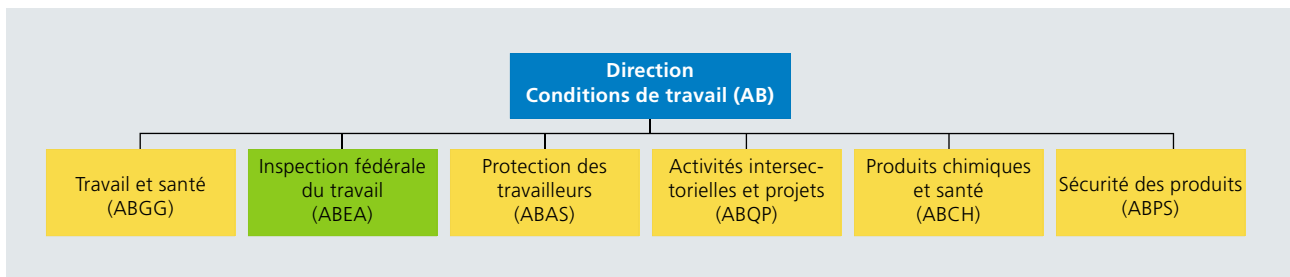 Direction
Conditions de travail (AB)
Travail et santé
(ABGG)
Inspection fédérale
du travail
(ABEA)
Protection des
travailleurs
(ABAS)
Activités intersec-
torielles et projets
(ABQP)
Produits chimiques
et santé
(ABCH)
Sécurité des produits
(ABPS)